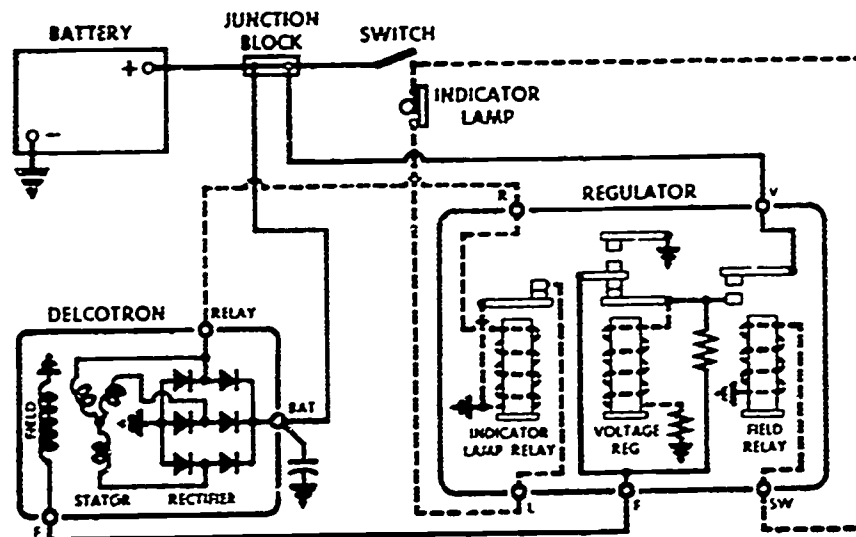 JUNCTION
BLOCK
BATTERY
SWITCH
+
-
INDICATOR
LAMP
R
REGULATOR
V
DELCOTRON
RELAY
FIELD
BAT
STATOR
RECTIFIER
INDICATOR
LAMP RELAY
VOLTAGE
REG
FIELD
RELAY
F
L
F
SW